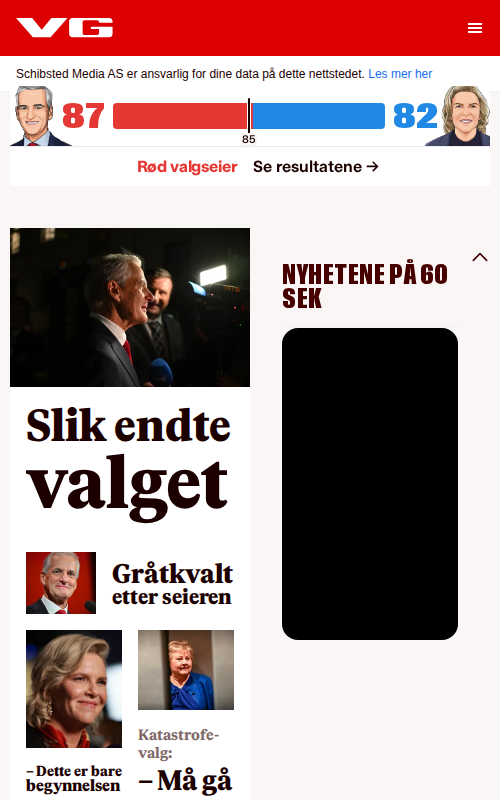 VG
Schibsted Media AS er ansvarlig for dine data på dette nettstedet. Les mer her
87
82
85
Rød valgseier Se resultatene →
NYHETENE PÅ 60
SEK
Slik endte
valget
Gråtkvalt
etter seieren
– Dette er bare
begynnelsen
Katastrofe-
valg:
– Må gå